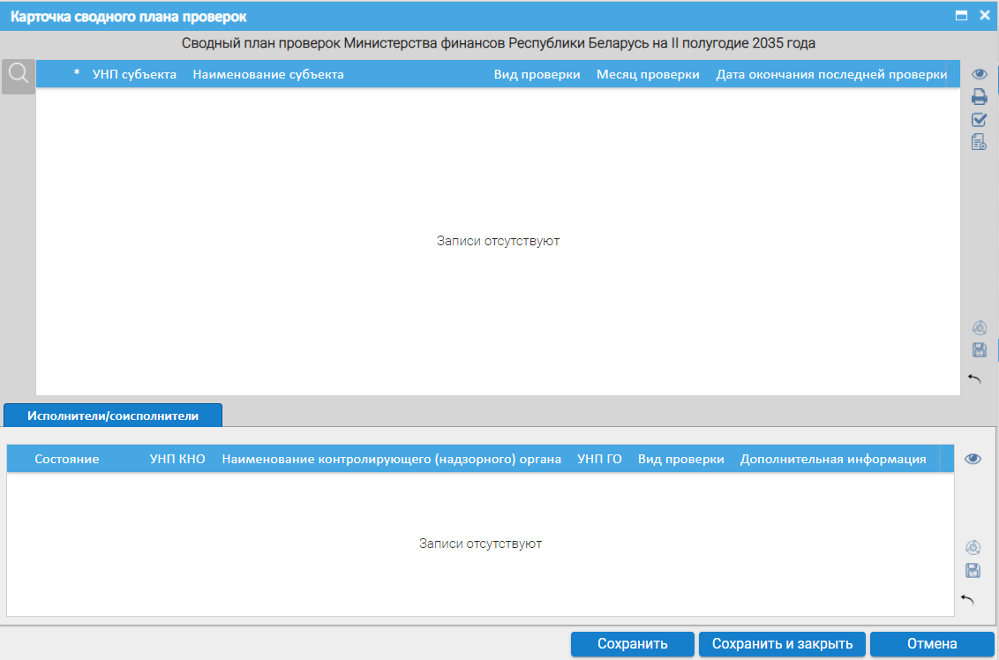 Карточка сводного плана проверок
Сводный план проверок Министерства финансов Республики Беларусь на II полугодие 2035 года
* УНП субъекта Наименование субъекта Вид проверки Месяц проверки Дата окончания последней проверки
Записи отсутствуют
Исполнители/соисполнители
Состояние УНП КНО Наименование контролирующего (надзорного) органа УНП ГО Вид проверки Дополнительная информация
Записи отсутствуют
Сохранить Сохранить и закрыть Отмена